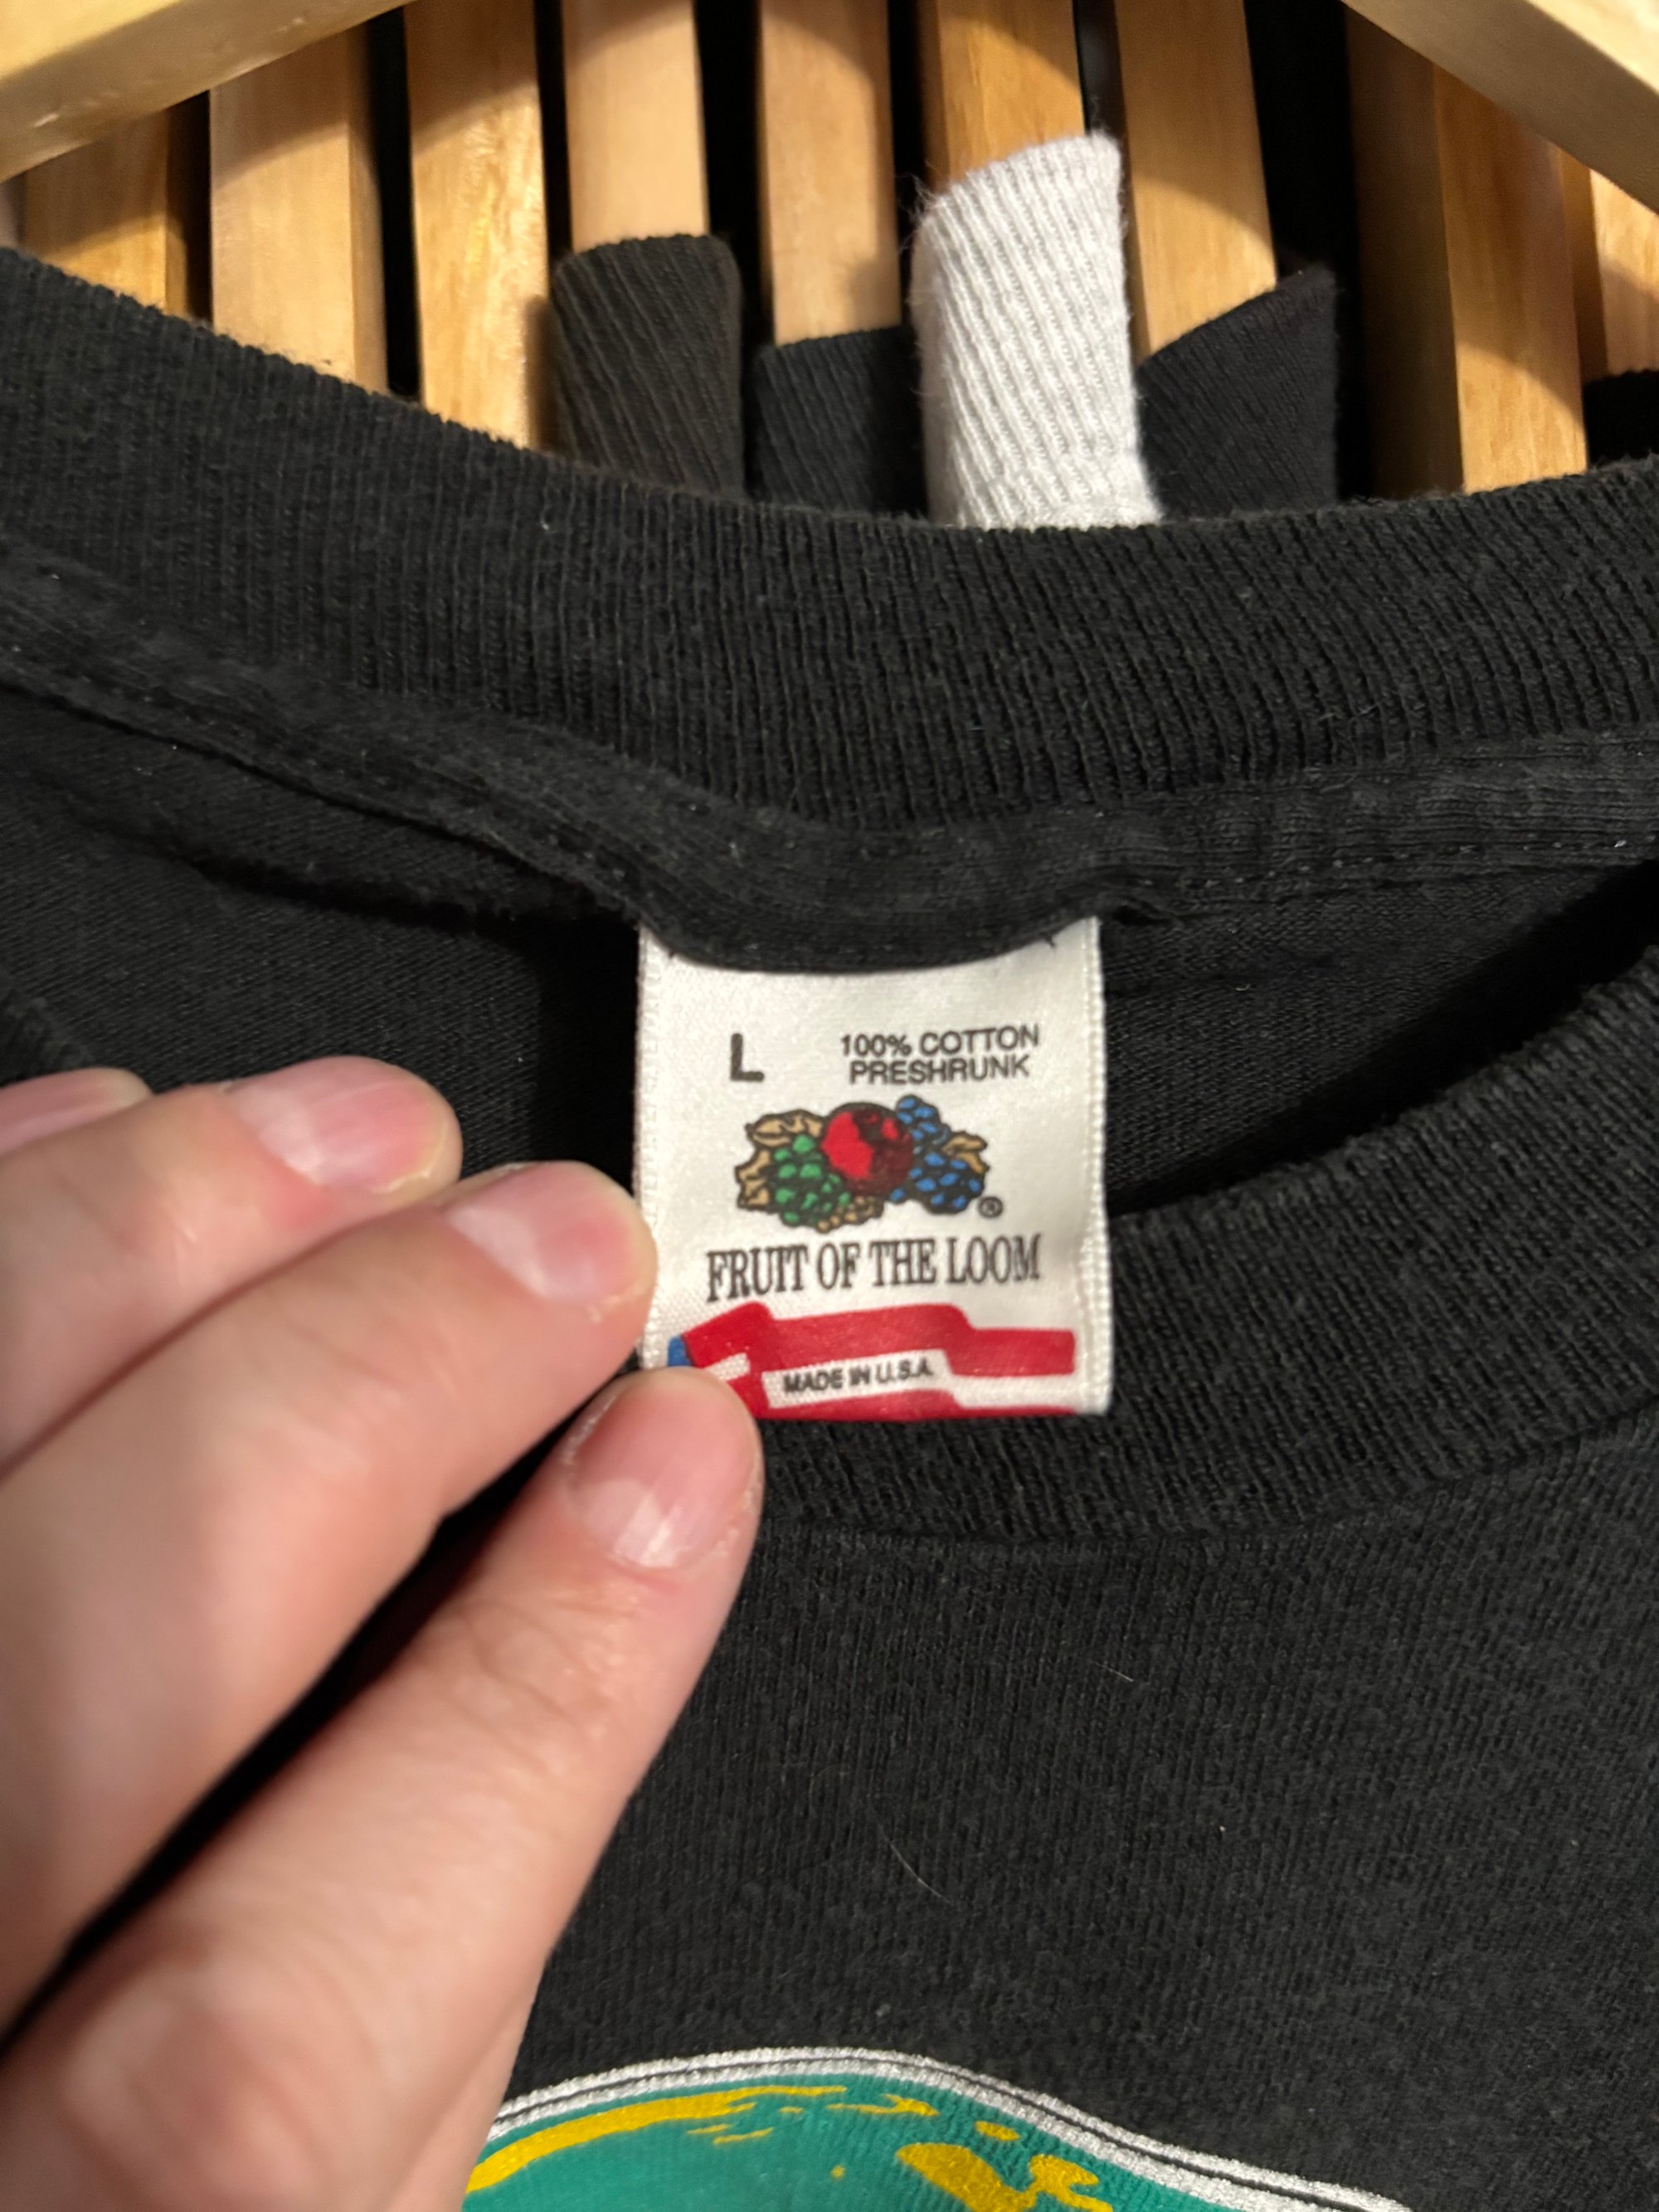 L
100% COTTON
PRESHRUNK
®
FRUIT OF THE LOOM
MADE IN U.S.A.